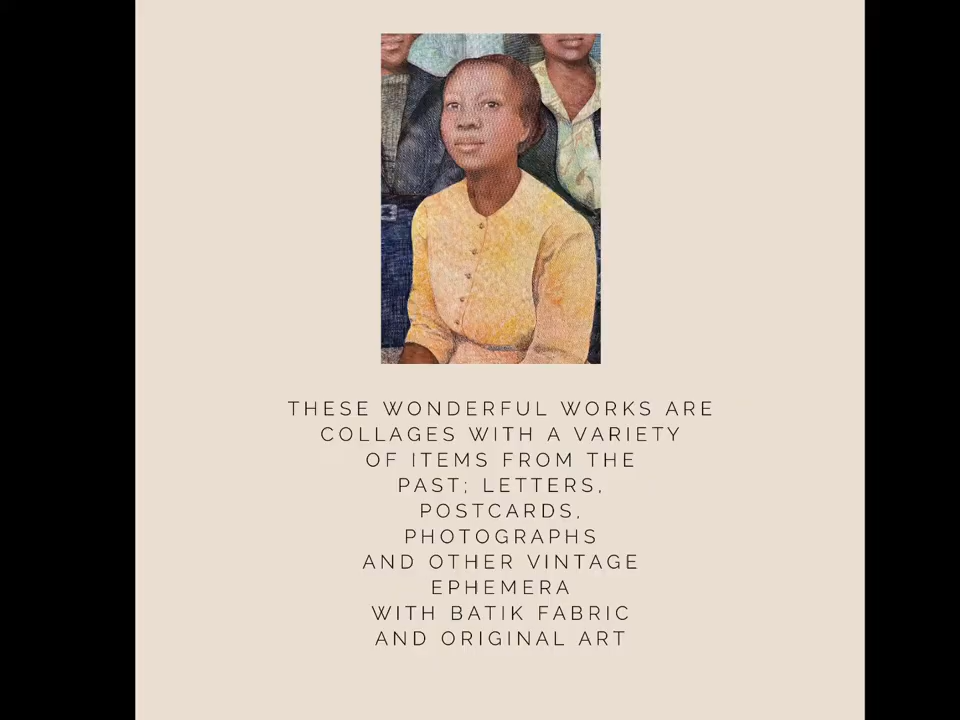 THESE WONDERFUL WORKS ARE
COLLAGES WITH A VARIETY
OF ITEMS FROM THE
PAST; LETTERS,
POSTCARDS,
PHOTOGRAPHS
AND OTHER VINTAGE
EPHEMERA
WITH BATIK FABRIC
AND ORIGINAL ART